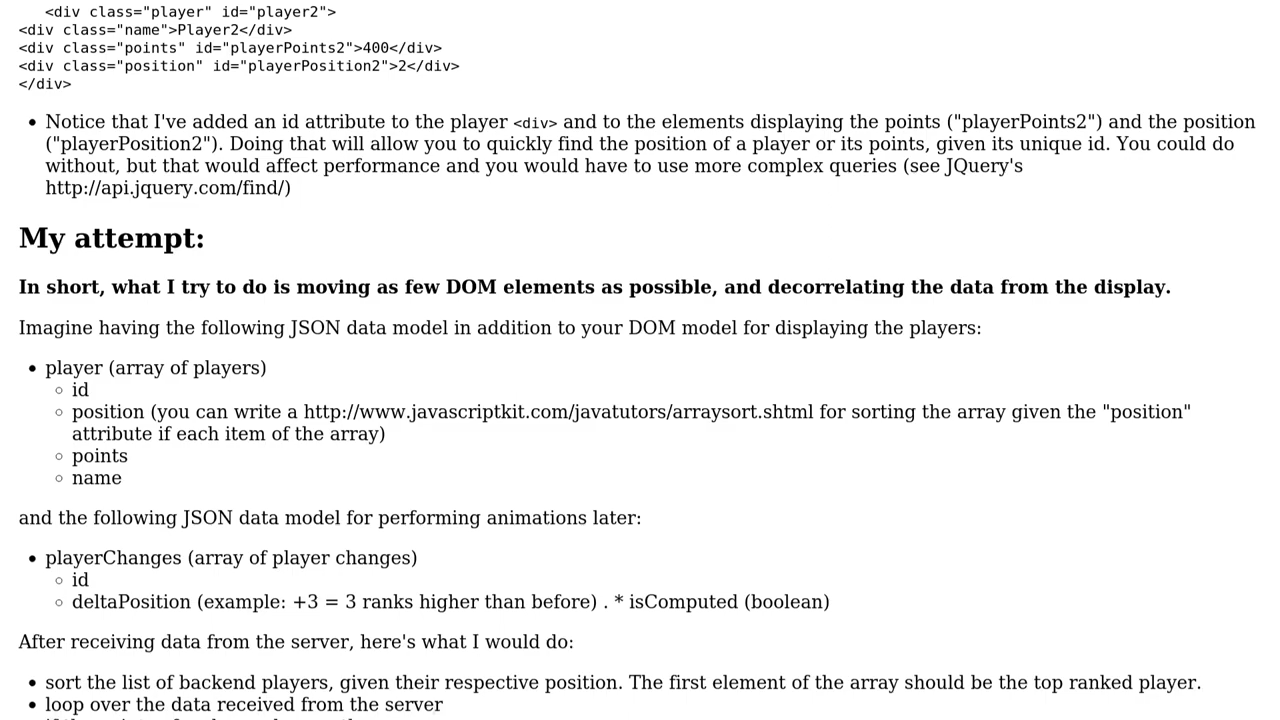 <div class="player" id="player2">
<div class="name">Player2</div>
<div class="points" id="playerPoints2">400</div>
<div class="position" id="playerPosition2">2</div>
</div>
• Notice that I've added an id attribute to the player <div> and to the elements displaying the points ("playerPoints2") and the position
("playerPosition2"). Doing that will allow you to quickly find the position of a player or its points, given its unique id. You could do
without, but that would affect performance and you would have to use more complex queries (see JQuery's
http://api.jquery.com/find/)
My attempt:
In short, what I try to do is moving as few DOM elements as possible, and decorrelating the data from the display.
Imagine having the following JSON data model in addition to your DOM model for displaying the players:
• player (array of players)
◦ id
◦ position (you can write a http://www.javascriptkit.com/javatutors/arraysort.shtml for sorting the array given the "position"
attribute if each item of the array)
◦ points
◦ name
and the following JSON data model for performing animations later:
• playerChanges (array of player changes)
◦ id
◦ deltaPosition (example: +3 = 3 ranks higher than before) . * isComputed (boolean)
After receiving data from the server, here's what I would do:
• sort the list of backend players, given their respective position. The first element of the array should be the top ranked player.
• loop over the data received from the server